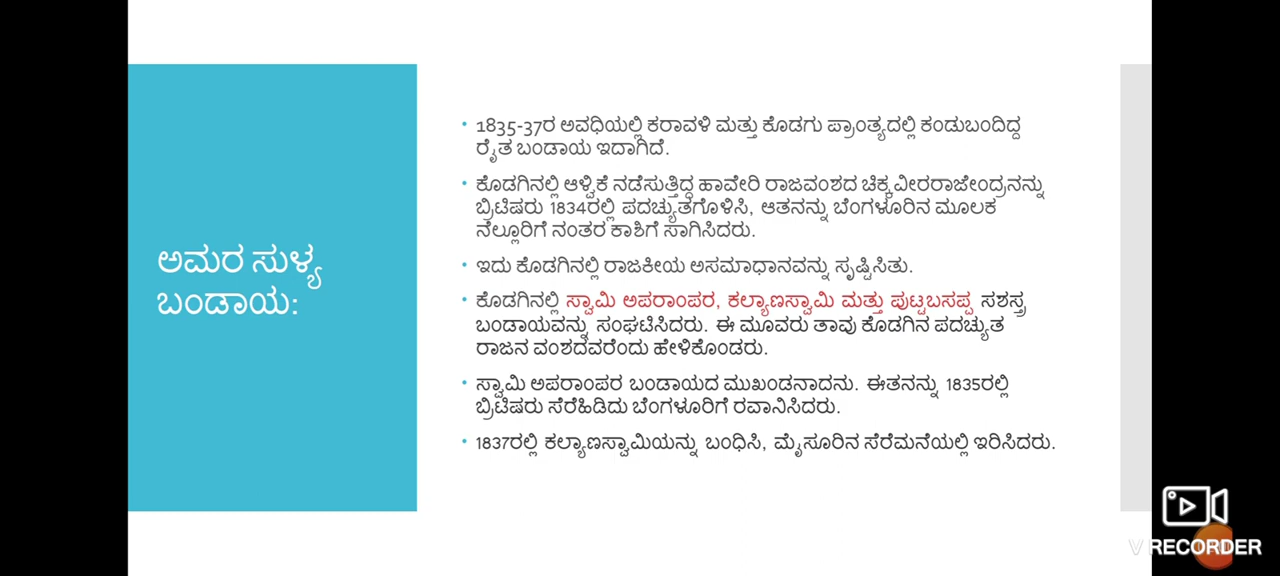 ಅಮರ ಸುಳ್ಯ
ಬಂಡಾಯ:
• 1835-37ರ ಅವಧಿಯಲ್ಲಿ ಕರಾವಳಿ ಮತ್ತು ಕೊಡಗು ಪ್ರಾಂತ್ಯದಲ್ಲಿ ಕಂಡುಬಂದಿದ್ದ
ರೈತ ಬಂಡಾಯ ಇದಾಗಿದೆ.
• ಕೊಡಗಿನಲ್ಲಿ ಆಳ್ವಿಕೆ ನಡೆಸುತ್ತಿದ್ದ ಹಾವೇರಿ ರಾಜವಂಶದ ಚಿಕ್ಕವೀರರಾಜೇಂದ್ರನನ್ನು
ಬ್ರಿಟಿಷರು 1834ರಲ್ಲಿ ಪದಚ್ಯುತಗೊಳಿಸಿ, ಆತನನ್ನು ಬೆಂಗಳೂರಿನ ಮೂಲಕ
ನೆಲ್ಲೂರಿಗೆ ನಂತರ ಕಾಶಿಗೆ ಸಾಗಿಸಿದರು.
• ಇದು ಕೊಡಗಿನಲ್ಲಿ ರಾಜಕೀಯ ಅಸಮಾಧಾನವನ್ನು ಸೃಷ್ಟಿಸಿತು.
• ಕೊಡಗಿನಲ್ಲಿ ಸ್ವಾಮಿ ಅಪರಾಂಪರ, ಕಲ್ಯಾಣಸ್ವಾಮಿ ಮತ್ತು ಪುಟ್ಟಬಸಪ್ಪ ಸಶಸ್ತ್ರ
ಬಂಡಾಯವನ್ನು ಸಂಘಟಿಸಿದರು. ಈ ಮೂವರು ತಾವು ಕೊಡಗಿನ ಪದಚ್ಯುತ
ರಾಜನ ವಂಶದವರೆಂದು ಹೇಳಿಕೊಂಡರು.
• ಸ್ವಾಮಿ ಅಪರಾಂಪರ ಬಂಡಾಯದ ಮುಖಂಡನಾದನು. ಈತನನ್ನು 1835ರಲ್ಲಿ
ಬ್ರಿಟಿಷರು ಸೆರೆಹಿಡಿದು ಬೆಂಗಳೂರಿಗೆ ರವಾನಿಸಿದರು.
• 1837ರಲ್ಲಿ ಕಲ್ಯಾಣಸ್ವಾಮಿಯನ್ನು ಬಂಧಿಸಿ, ಮೈಸೂರಿನ ಸೆರೆಮನೆಯಲ್ಲಿ ಇರಿಸಿದರು.
V RECORDER